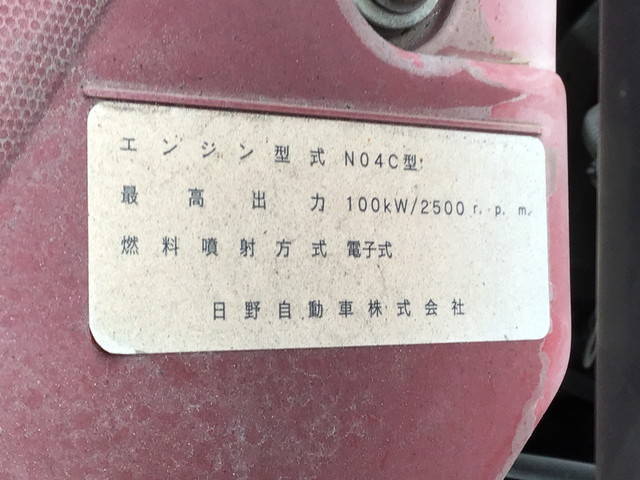 エンジン型式 N04C型
最高出力 100kW/2500 r.p.m.
燃料噴射方式 電子式
日野自動車株式会社